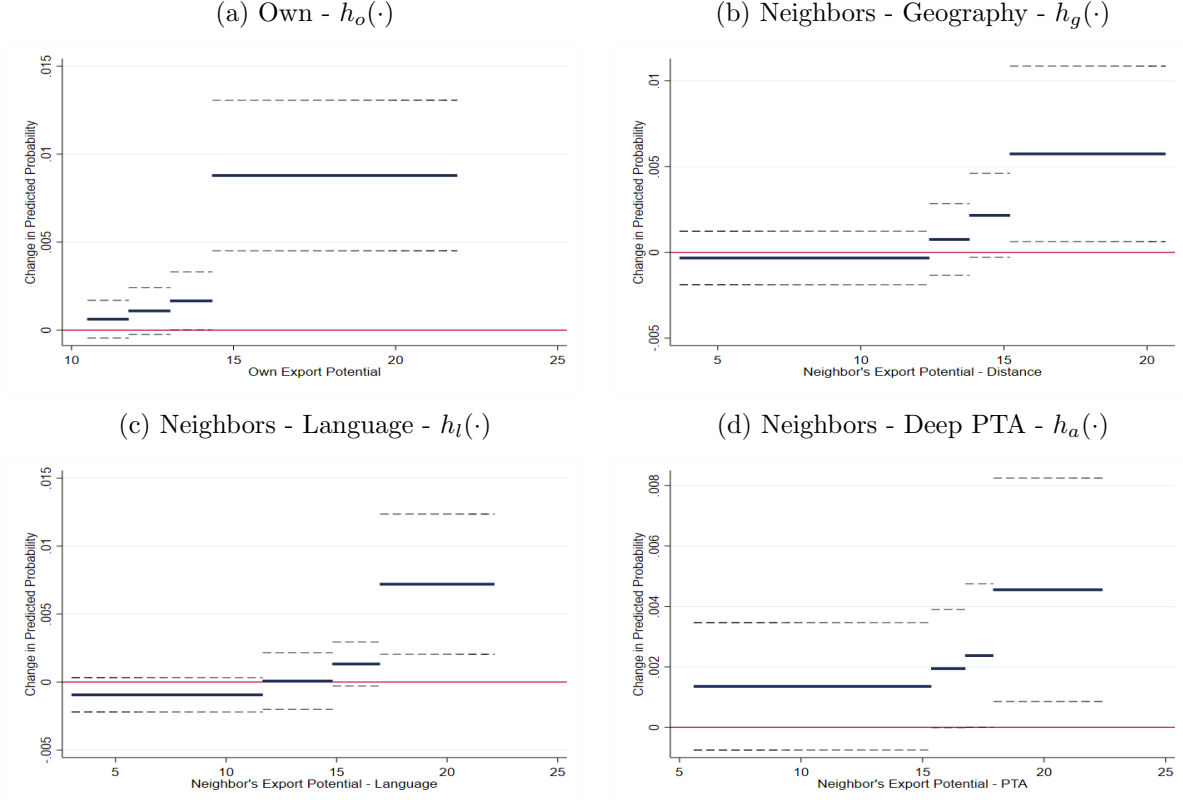 (a) Own - hₒ(·)
.015
.01
.005
0
Change in Predicted Probability
10 15 20 25
Own Export Potential
(b) Neighbors - Geography - h_g(·)
.01
.005
0
-.005
Change in Predicted Probability
5 10 15 20
Neighbor's Export Potential - Distance
(c) Neighbors - Language - hₗ(·)
.015
.01
.005
0
-.005
Change in Predicted Probability
5 10 15 20 25
Neighbor's Export Potential - Language
(d) Neighbors - Deep PTA - hₐ(·)
.008
.006
.004
.002
0
Change in Predicted Probability
5 10 15 20 25
Neighbor's Export Potential - PTA